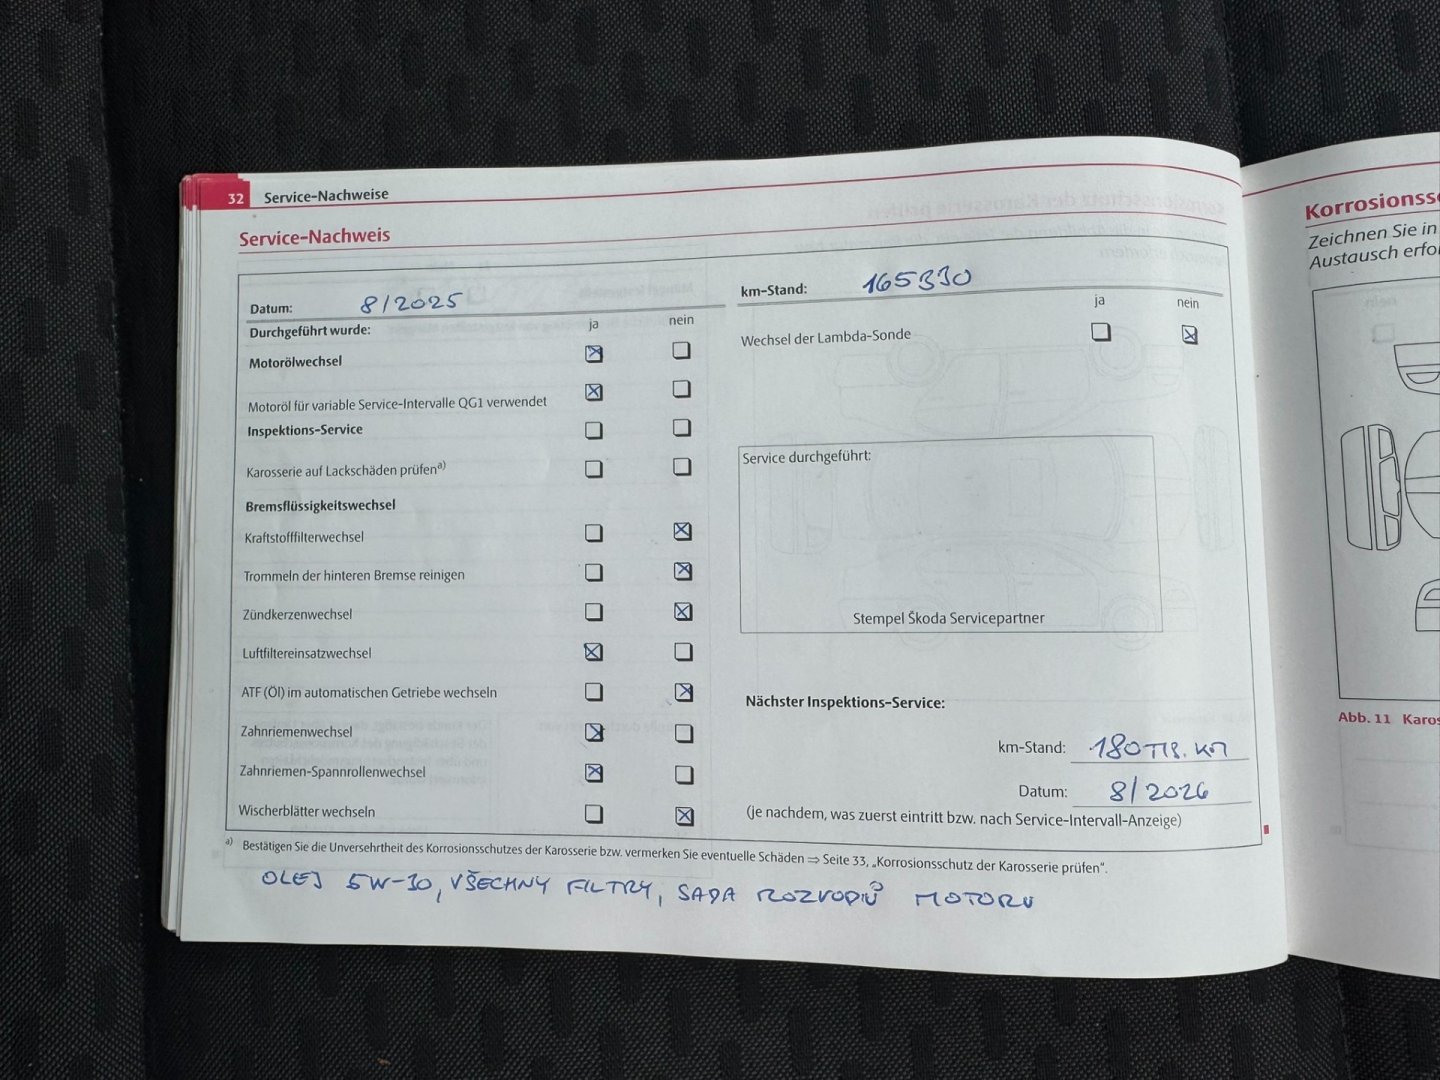 32 Service-Nachweise
Service-Nachweis
Datum: 8/2025
Durchgeführt wurde: ja nein
Motorölwechsel
Motoröl für variable Service-Intervalle QG1 verwendet
Inspektions-Service
Karosserie auf Lackschäden prüfen a)
Bremsflüssigkeitswechsel
Kraftstofffilterwechsel
Trommeln der hinteren Bremse reinigen
Zündkerzenwechsel
Luftfiltereinsatzwechsel
ATF (Öl) im automatischen Getriebe wechseln
Zahnriemenwechsel
Zahnriemen-Spannrollenwechsel
Wischerblätter wechseln
km-Stand: 165330
ja nein
Wechsel der Lambda-Sonde
Service durchgeführt:
Stempel Škoda Servicepartner
Nächster Inspektions-Service:
km-Stand: 180 TIS. KM
Datum: 8/2026
(je nachdem, was zuerst eintritt bzw. nach Service-Intervall-Anzeige)
a) Bestätigen Sie die Unversehrtheit des Korrosionsschutzes der Karosserie bzw. vermerken Sie eventuelle Schäden ⇒ Seite 33, „Korrosionsschutz der Karosserie prüfen“.
OLEJ 5W-30, VŠECHNY FILTRY, SADA ROZVODŮ MOTORU
Zeichnen Sie in
Abb. 11